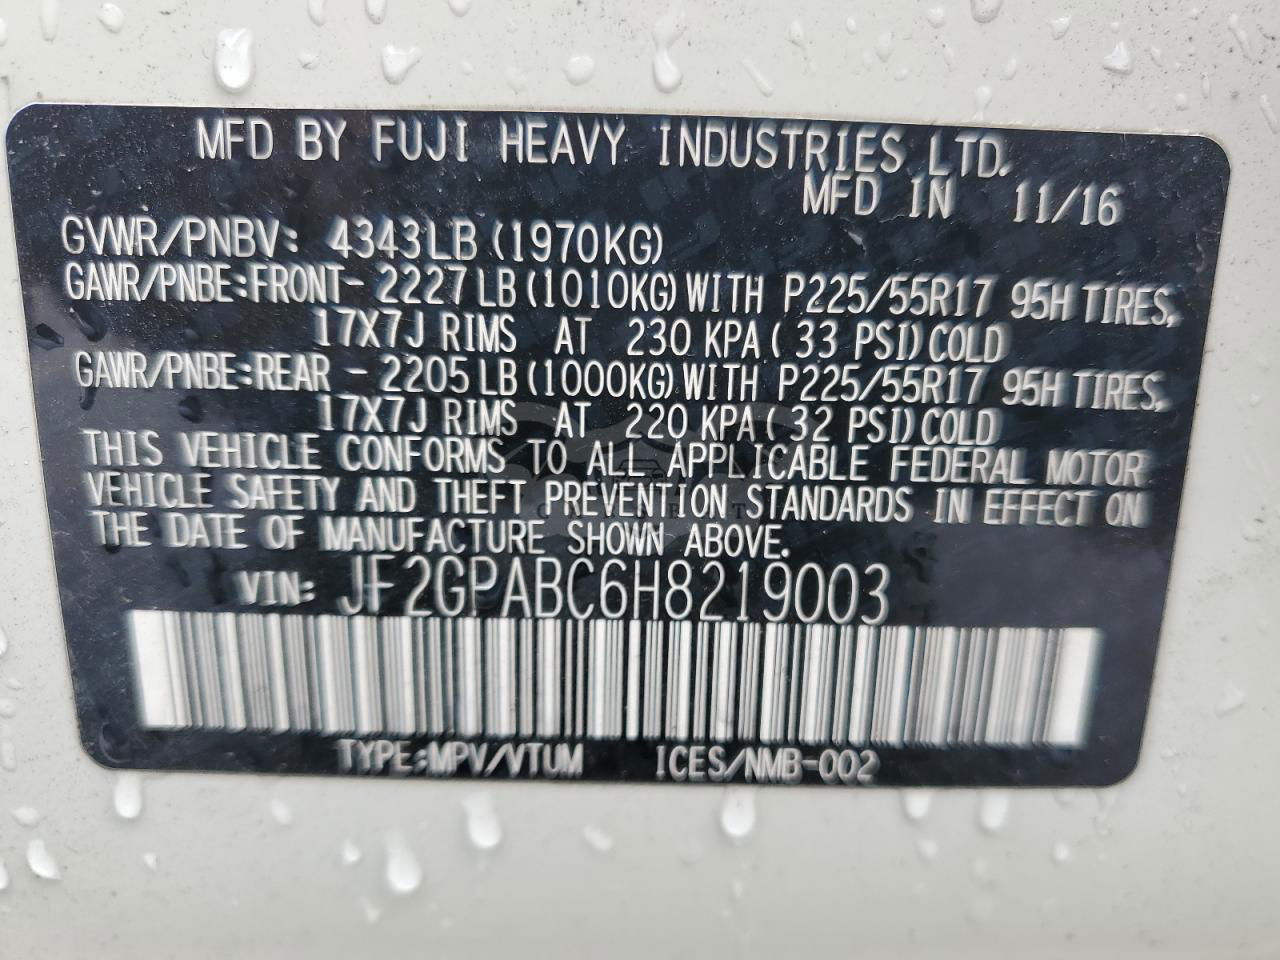 MFD BY FUJI HEAVY INDUSTRIES LTD.
MFD IN 11/16
GVWR/PNBV: 4343LB (1970KG)
GAWR/PNBE:FRONT- 2227 LB (1010KG) WITH P225/55R17 95H TIRES,
17X7J RIMS AT 230 KPA ( 33 PSI) COLD
GAWR/PNBE:REAR - 2205 LB (1000KG) WITH P225/55R17 95H TIRES,
17X7J RIMS AT 220 KPA ( 32 PSI) COLD
THIS VEHICLE CONFORMS TO ALL APPLICABLE FEDERAL MOTOR
VEHICLE SAFETY AND THEFT PREVENTION STANDARDS IN EFFECT ON
THE DATE OF MANUFACTURE SHOWN ABOVE.
VIN: JF2GPABC6H8219003
TYPE:MPV/VTUM ICES/NMB-002